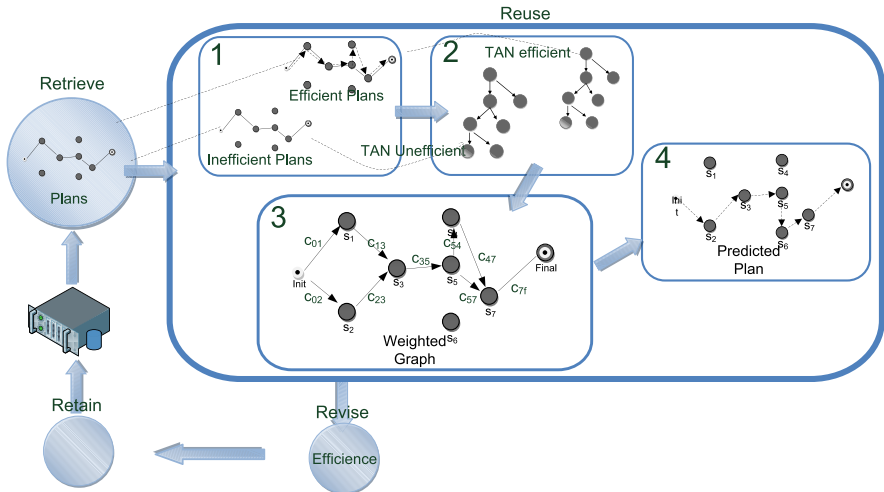 Reuse
Retrieve
Plans
1
Efficient Plans
Inefficient Plans
2
TAN efficient
TAN Unefficient
3
Init
C01
C02
S1
S2
C13
C23
S3
C35
S5
C54
C47
C57
S7
C7f
Final
S6
Weighted
Graph
4
S1
S4
Ini
t
S2
S3
S5
S6
S7
Predicted
Plan
Revise
Efficience
Retain